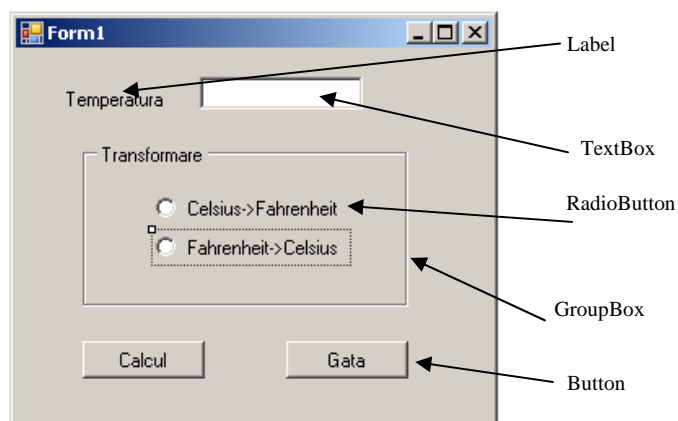 Form1
Label
Temperatura
TextBox
Transformare
Celsius->Fahrenheit
RadioButton
Fahrenheit->Celsius
GroupBox
Calcul
Gata
Button